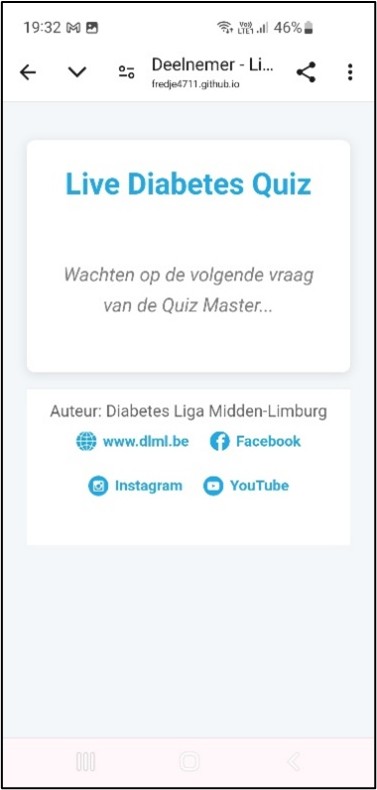 19:32 46%
Deelnemer - Li...
fredje4711.github.io
Live Diabetes Quiz
Wachten op de volgende vraag
van de Quiz Master...
Auteur: Diabetes Liga Midden-Limburg
www.dlml.be Facebook
Instagram YouTube